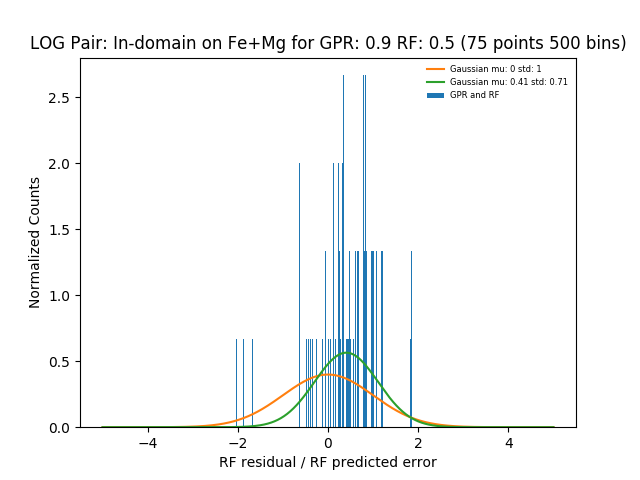 LOG Pair: In-domain on Fe+Mg for GPR: 0.9 RF: 0.5 (75 points 500 bins)
Gaussian mu: 0 std: 1
Gaussian mu: 0.41 std: 0.71
GPR and RF
Normalized Counts
2.5
2.0
1.5
1.0
0.5
0.0
−4 −2 0 2 4
RF residual / RF predicted error